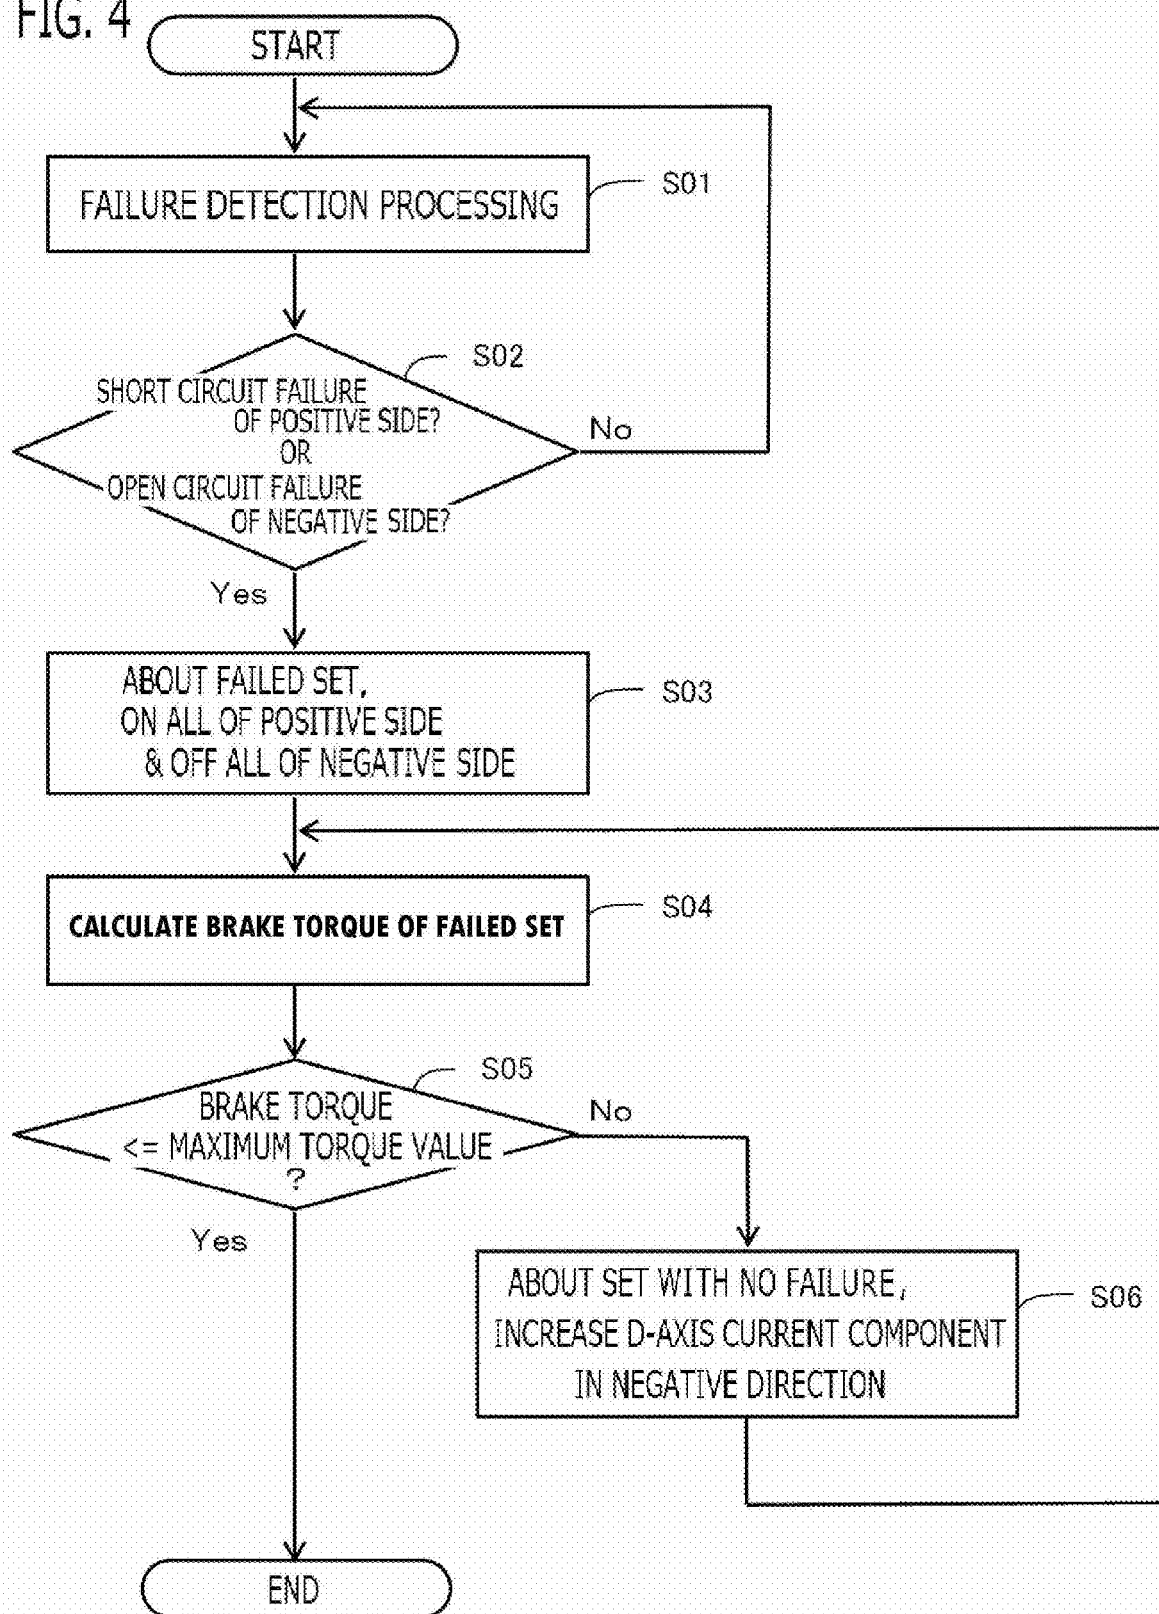 FIG. 4
START
FAILURE DETECTION PROCESSING
S01
S02
SHORT CIRCUIT FAILURE
OF POSITIVE SIDE?
OR
OPEN CIRCUIT FAILURE
OF NEGATIVE SIDE?
No
Yes
ABOUT FAILED SET,
ON ALL OF POSITIVE SIDE
& OFF ALL OF NEGATIVE SIDE
S03
CALCULATE BRAKE TORQUE OF FAILED SET
S04
S05
BRAKE TORQUE
<= MAXIMUM TORQUE VALUE
?
No
Yes
ABOUT SET WITH NO FAILURE,
INCREASE D-AXIS CURRENT COMPONENT
IN NEGATIVE DIRECTION
S06
END